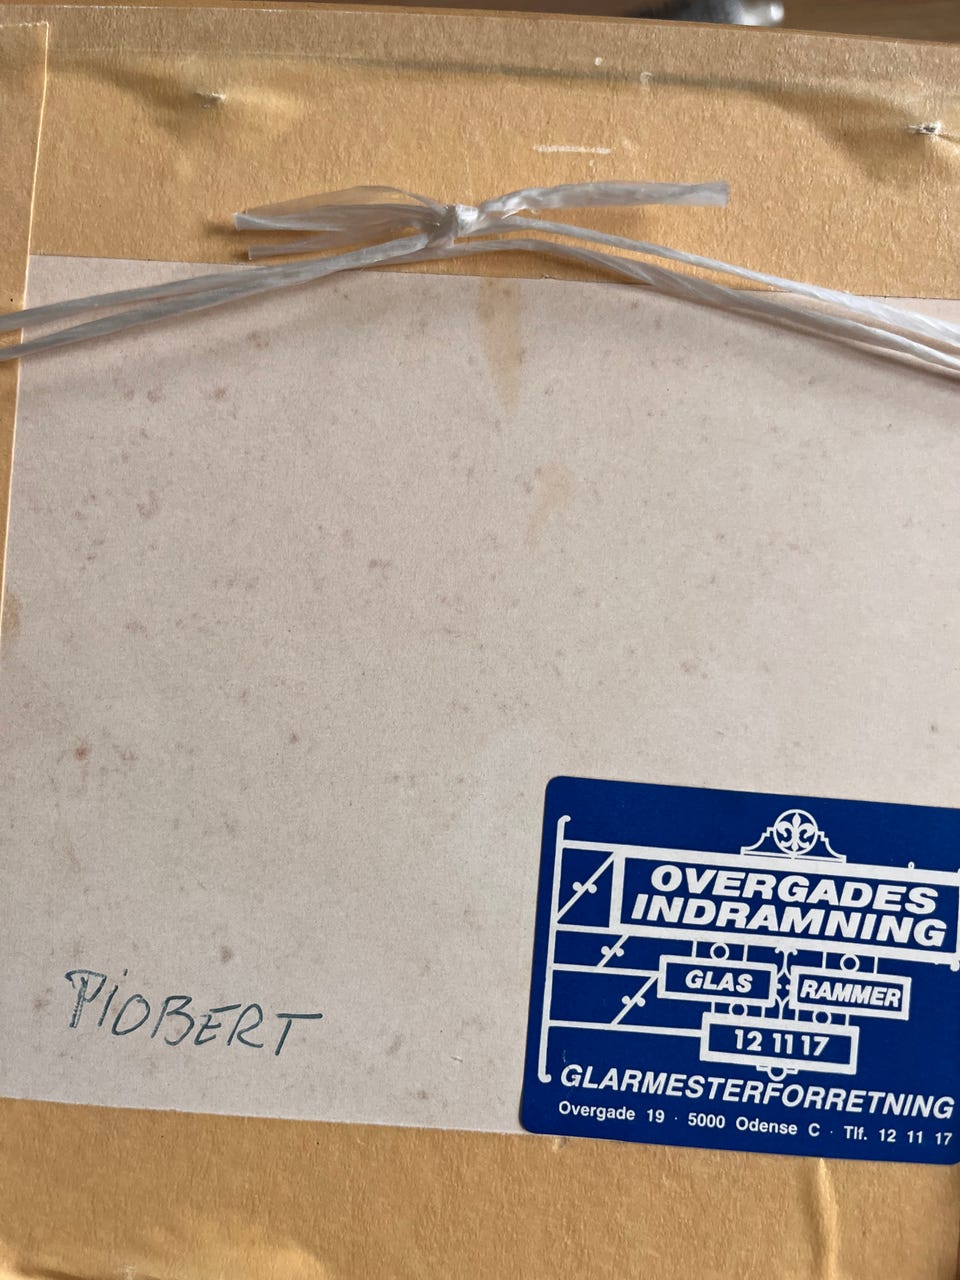 OVERGADES
INDRAMNING
GLAS RAMMER
12 11 17
GLARMESTERFORRETNING
Overgade 19 · 5000 Odense C · Tlf. 12 11 17
PiOBERT